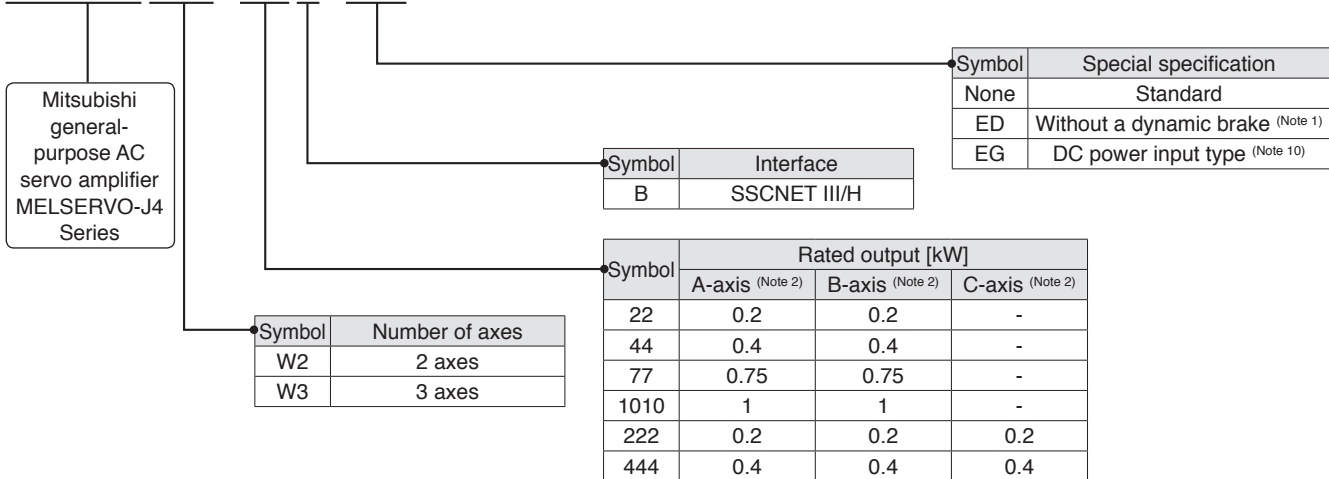 Mitsubishi
general-
purpose AC
servo amplifier
MELSERVO-J4
Series
Symbol Special specification
None Standard
ED Without a dynamic brake (Note 1)
EG DC power input type (Note 10)
Symbol Interface
B SSCNET III/H
Symbol Rated output [kW]
A-axis (Note 2) B-axis (Note 2) C-axis (Note 2)
22 0.2 0.2 -
44 0.4 0.4 -
77 0.75 0.75 -
1010 1 1 -
222 0.2 0.2 0.2
444 0.4 0.4 0.4
Symbol Number of axes
W2 2 axes
W3 3 axes